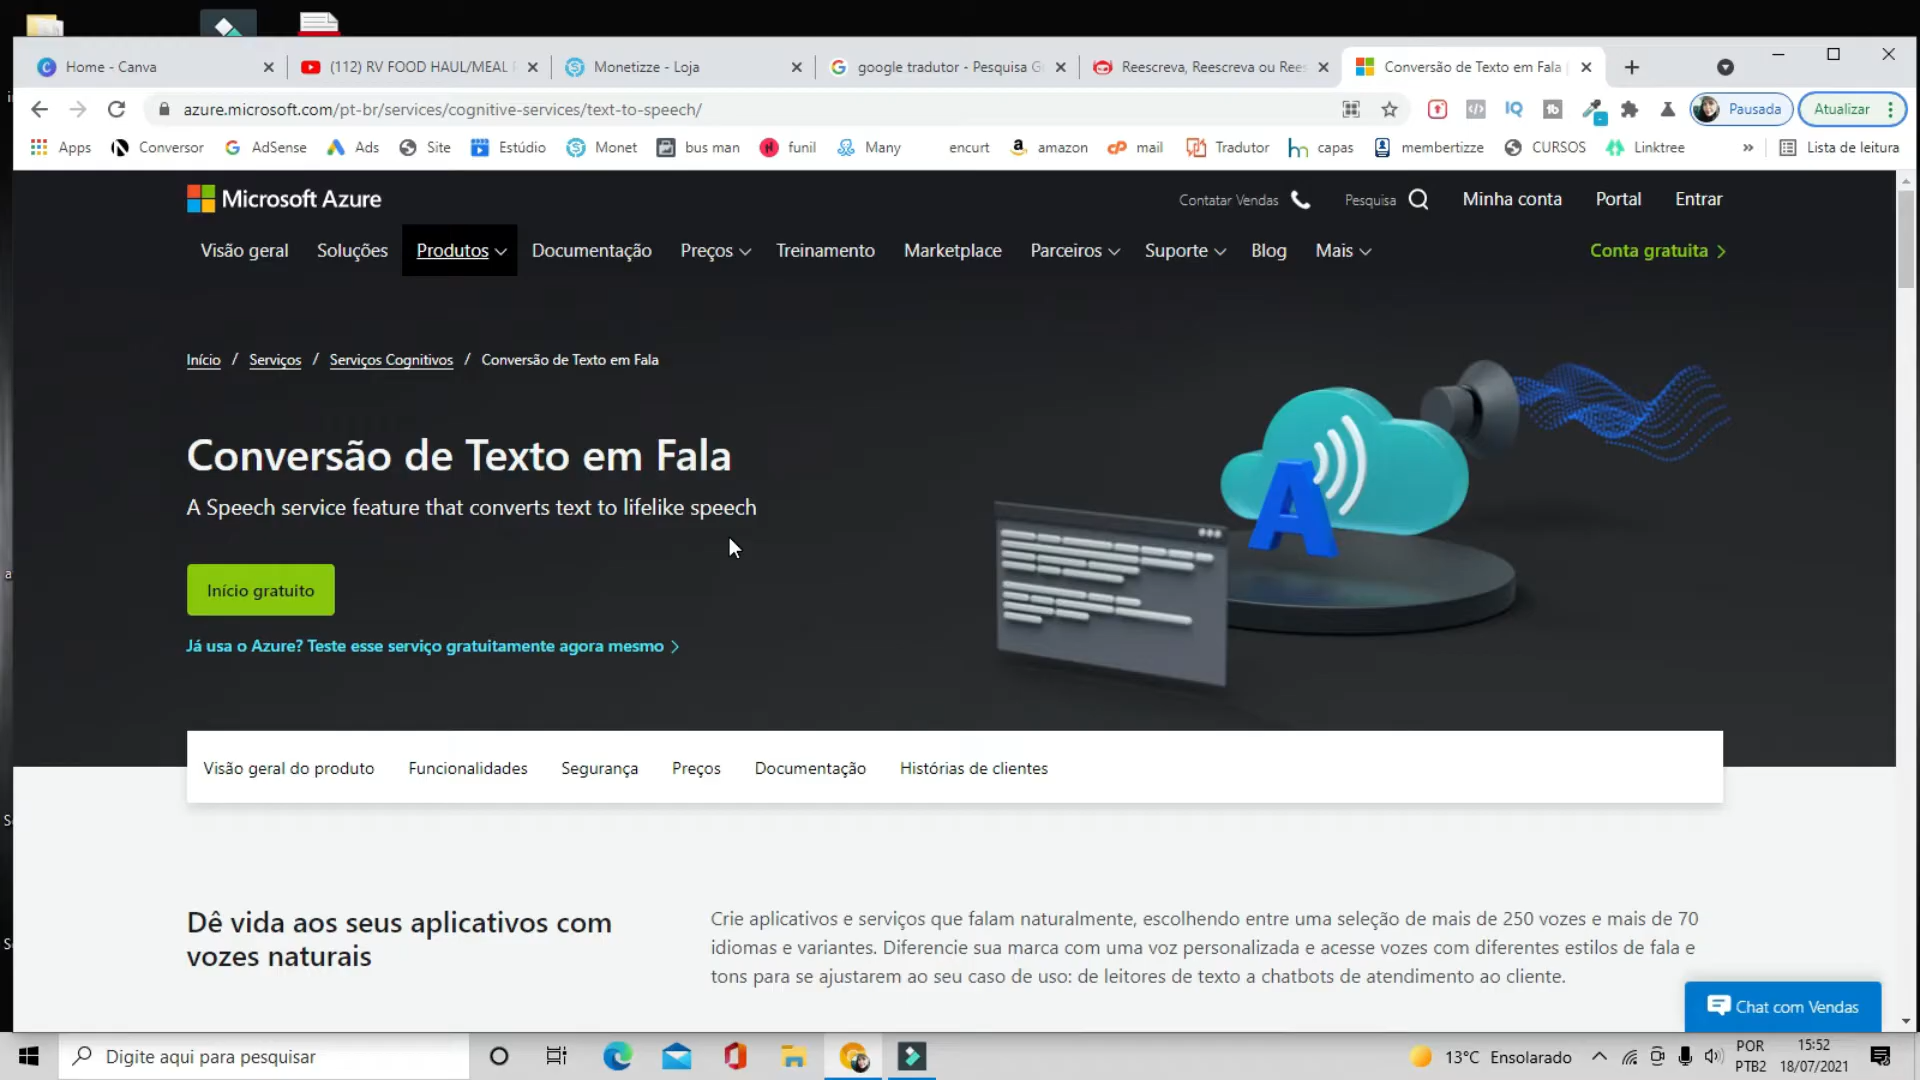 Home - Canva
(112) RV FOOD HAUL/MEAL
Monetizze - Loja
google tradutor - Pesquisa G
Reescreva, Reescreva ou Rees
Conversão de Texto em Fala
azure.microsoft.com/pt-br/services/cognitive-services/text-to-speech/
Pausada
Atualizar
Apps
Conversor
AdSense
Ads
Site
Estúdio
Monet
bus man
funil
Many
encurt
amazon
mail
Tradutor
capas
membertizze
CURSOS
Linktree
»
Lista de leitura
Microsoft Azure
Contatar Vendas
Pesquisa
Minha conta
Portal
Entrar
Visão geral
Soluções
Produtos
Documentação
Preços
Treinamento
Marketplace
Parceiros
Suporte
Blog
Mais
Conta gratuita
Início / Serviços / Serviços Cognitivos / Conversão de Texto em Fala
Conversão de Texto em Fala
A Speech service feature that converts text to lifelike speech
Início gratuito
Já usa o Azure? Teste esse serviço gratuitamente agora mesmo
A
Visão geral do produto
Funcionalidades
Segurança
Preços
Documentação
Histórias de clientes
Dê vida aos seus aplicativos com
vozes naturais
Crie aplicativos e serviços que falam naturalmente, escolhendo entre uma seleção de mais de 250 vozes e mais de 70
idiomas e variantes. Diferencie sua marca com uma voz personalizada e acesse vozes com diferentes estilos de fala e
tons para se ajustarem ao seu caso de uso: de leitores de texto a chatbots de atendimento ao cliente.
Chat com Vendas
Digite aqui para pesquisar
13°C Ensolarado
POR
PTB2
15:52
18/07/2021